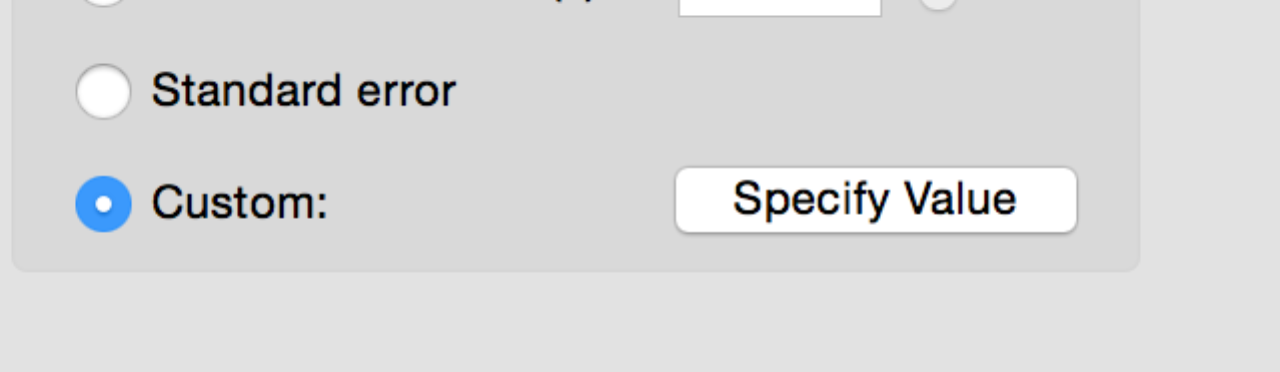 Standard error
Custom:
Specify Value